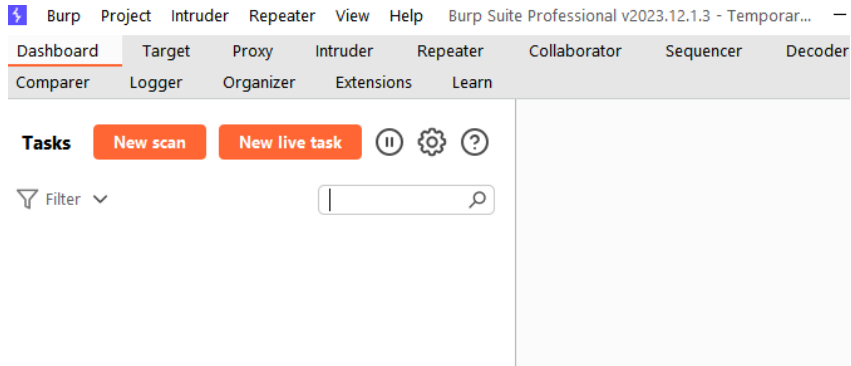 Burp Project Intruder Repeater View Help Burp Suite Professional v2023.12.1.3 - Temporar...
Dashboard Target Proxy Intruder Repeater Collaborator Sequencer Decoder
Comparer Logger Organizer Extensions Learn
Tasks New scan New live task
Filter